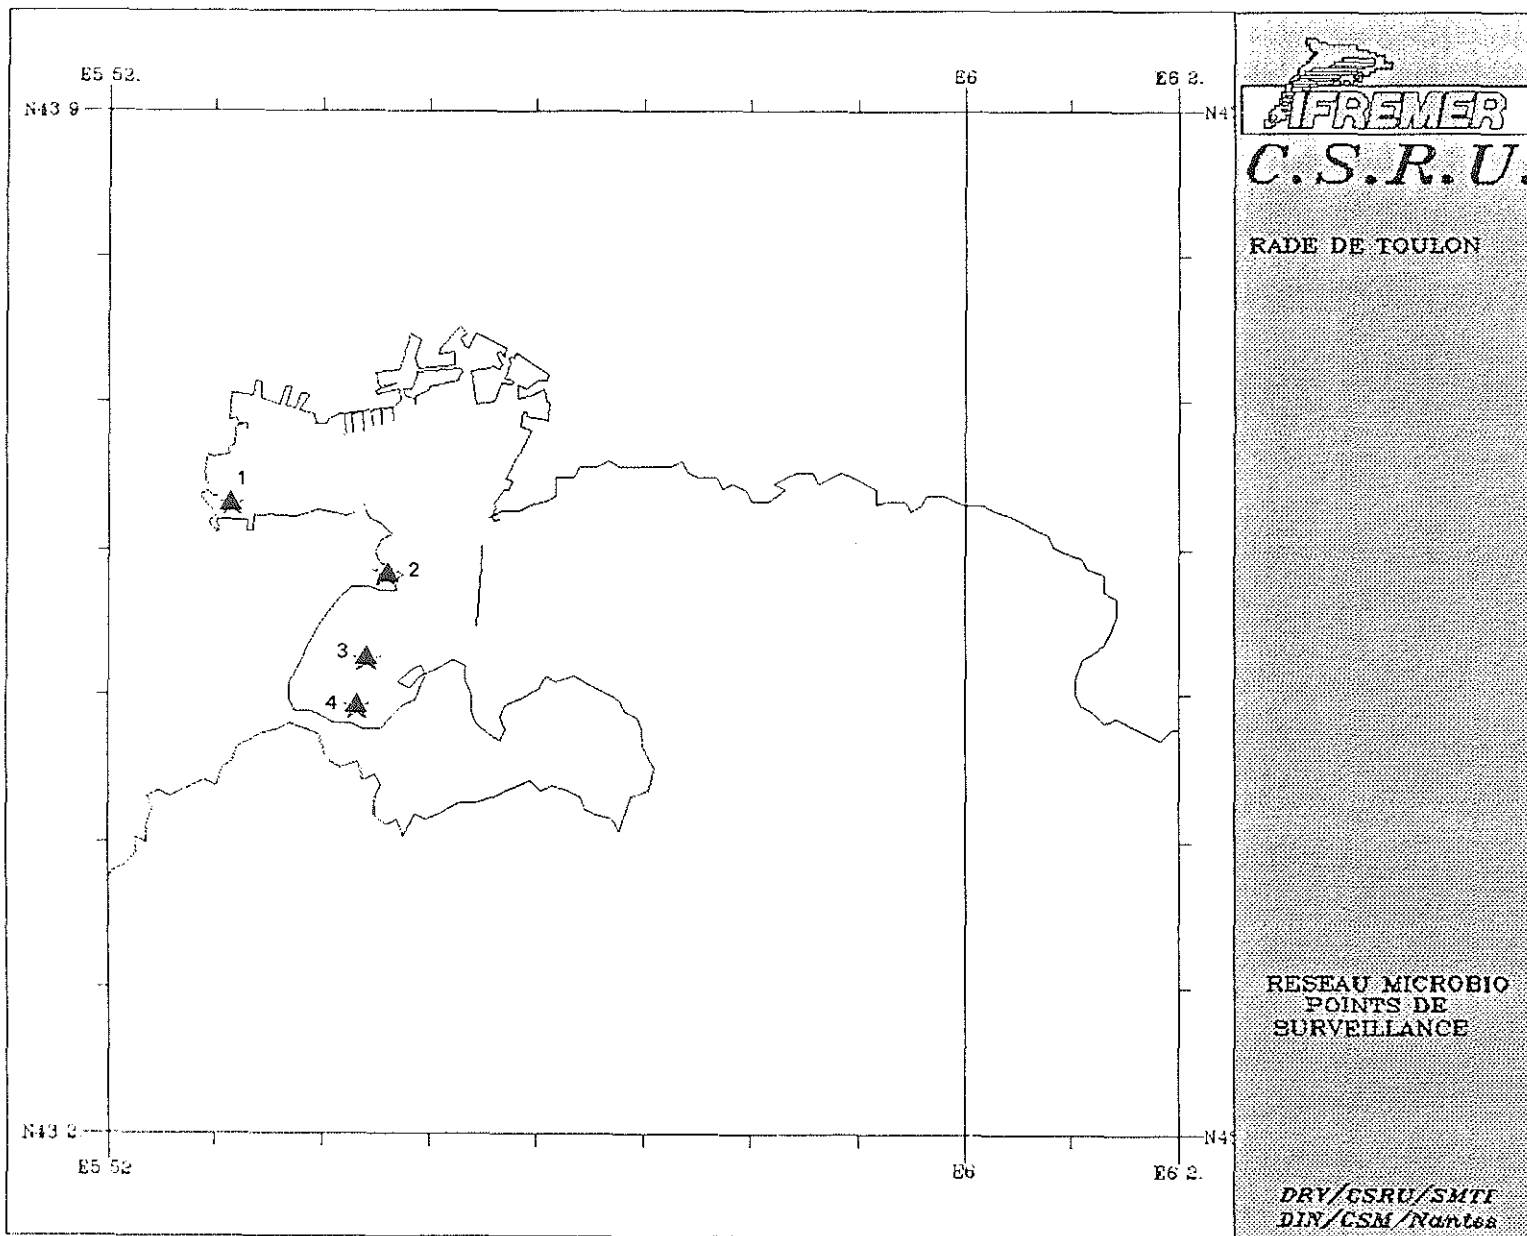 E5 52.
E6
E6 2.
N43 9
IFREMER
C.S.R.U.
RADE DE TOULON
1
2
3
4
RESEAU MICROBIO
POINTS DE
SURVEILLANCE
N43 2
E5 52
E6
E6 2.
DRV/CSRU/SMTI
DIN/CSM/Nantes